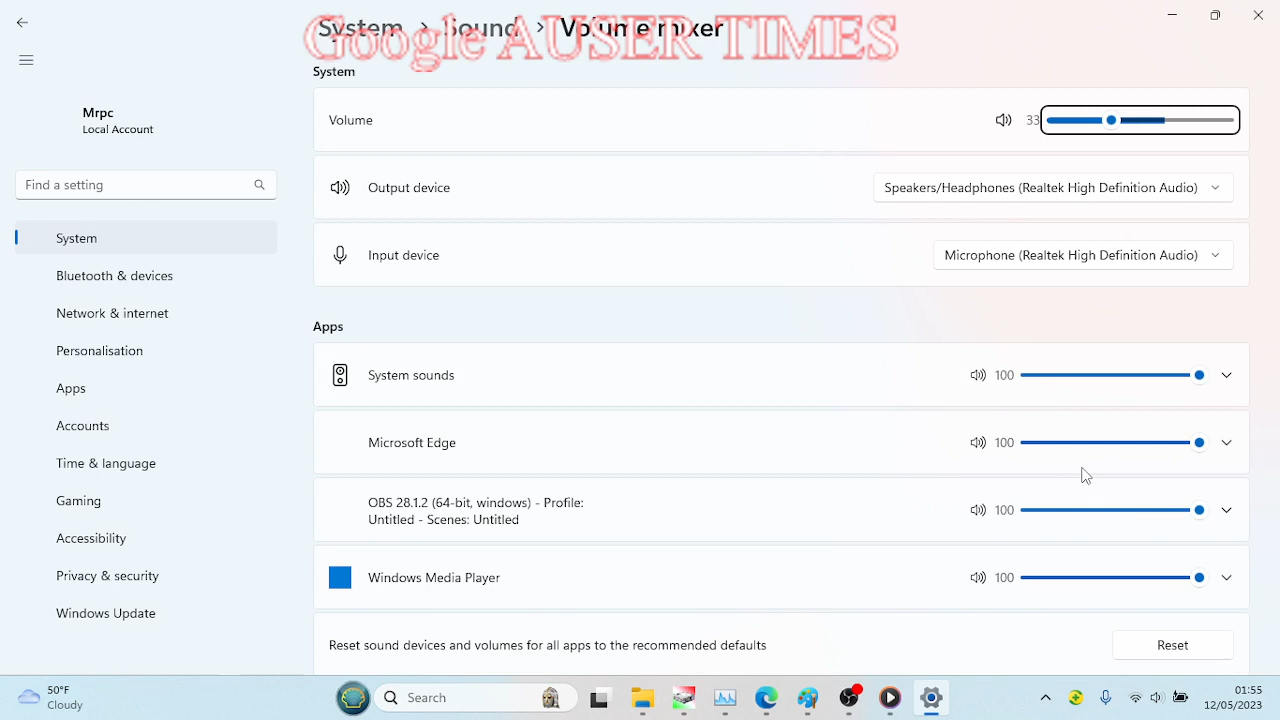 Google AUSER TIMES
System > Sound > Volume mixer
Mrpc
Local Account
Find a setting
System
Bluetooth & devices
Network & internet
Personalisation
Apps
Accounts
Time & language
Gaming
Accessibility
Privacy & security
Windows Update
System
Volume 33
Output device Speakers/Headphones (Realtek High Definition Audio)
Input device Microphone (Realtek High Definition Audio)
Apps
System sounds 100
Microsoft Edge 100
OBS 28.1.2 (64-bit, windows) - Profile:
Untitled - Scenes: Untitled 100
Windows Media Player 100
Reset sound devices and volumes for all apps to the recommended defaults Reset
50°F
Cloudy
Search
01:55
12/05/2023